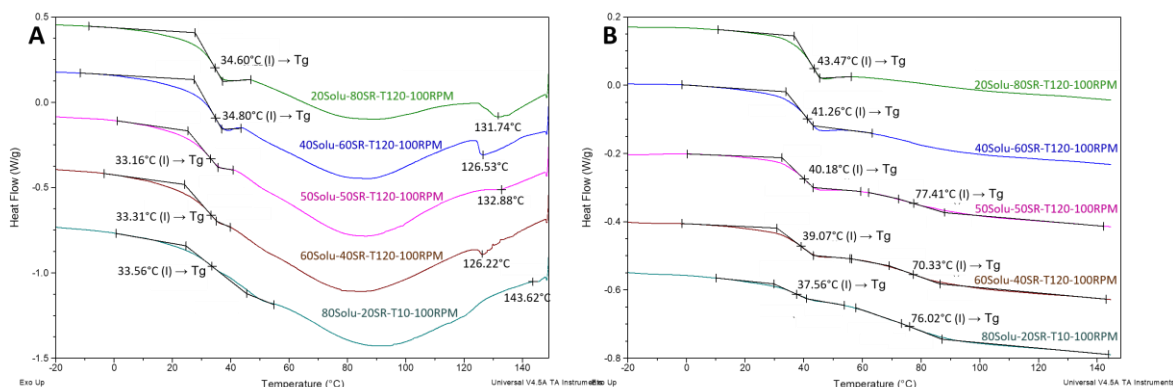 A
0.5
0.0
-0.5
-1.0
-1.5
Heat Flow (W/g)
34.60°C (I) → Tg
20Solu-80SR-T120-100RPM
131.74°C
34.80°C (I) → Tg
40Solu-60SR-T120-100RPM
126.53°C
33.16°C (I) → Tg
50Solu-50SR-T120-100RPM
132.88°C
33.31°C (I) → Tg
60Solu-40SR-T120-100RPM
126.22°C
33.56°C (I) → Tg
80Solu-20SR-T10-100RPM
143.62°C
-20 0 20 40 60 80 100 120 140
Exo Up
Temperature (°C)
Universal V4.5A TA Instrume
B
0.2
0.0
-0.2
-0.4
-0.6
-0.8
Heat Flow (W/g)
43.47°C (I) → Tg
20Solu-80SR-T120-100RPM
41.26°C (I) → Tg
40Solu-60SR-T120-100RPM
40.18°C (I) → Tg
77.41°C (I) → Tg
50Solu-50SR-T120-100RPM
39.07°C (I) → Tg
70.33°C (I) → Tg
60Solu-40SR-T120-100RPM
37.56°C (I) → Tg
76.02°C (I) → Tg
80Solu-20SR-T10-100RPM
-20 0 20 40 60 80 100 120 140
Exo Up
Temperature (°C)
Universal V4.5A TA Instruments